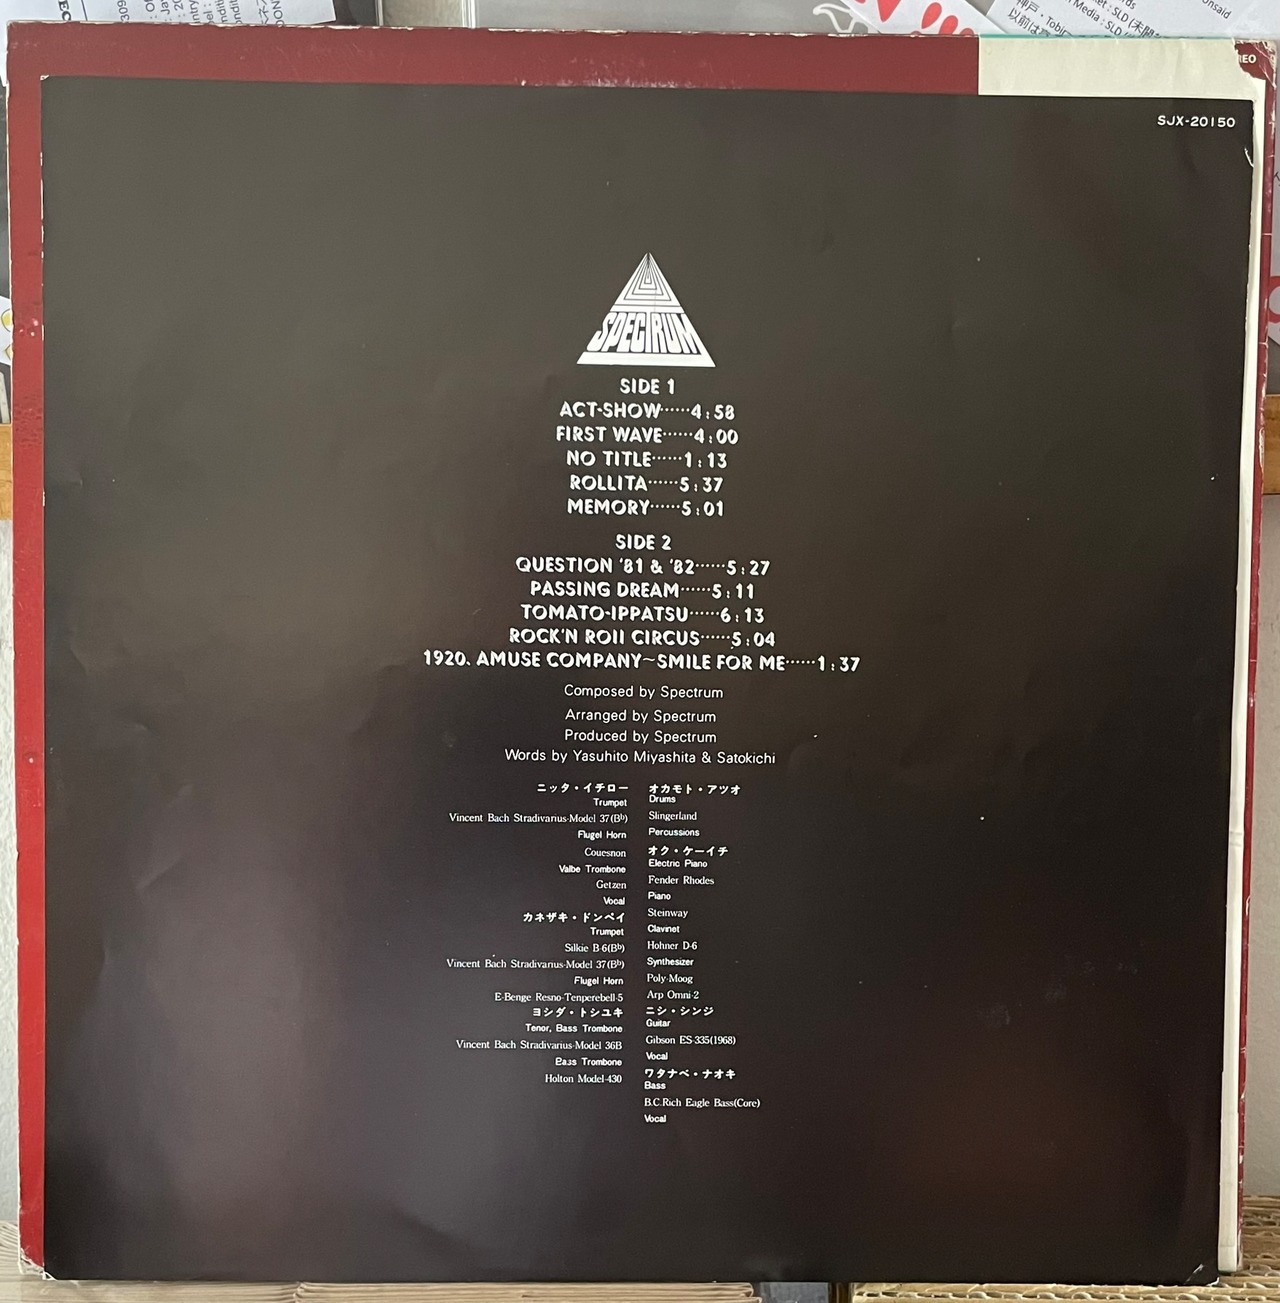 SJX-20150
SPECTRUM
SIDE 1
ACT-SHOW······4:58
FIRST WAVE······4:00
NO TITLE······1:13
ROLLITA······5:37
MEMORY······5:01
SIDE 2
QUESTION '81 & '82······5:27
PASSING DREAM······5:11
TOMATO-IPPATSU······6:13
ROCK'N ROll CIRCUS······5:04
1920. AMUSE COMPANY~SMILE FOR ME······1:37
Composed by Spectrum
Arranged by Spectrum
Produced by Spectrum
Words by Yasuhito Miyashita & Satokichi
ニッタ・イチロー
Trumpet
Vincent Bach Stradivarius-Model 37(Bb)
Flugel Horn
Couesnon
Valbe Trombone
Getzen
Vocal
カネザキ・ドンペイ
Trumpet
Silkie B-6(Bb)
Vincent Bach Stradivarius-Model 37(Bb)
Flugel Horn
E-Benge Resno-Tenperebell-5
ヨシダ・トシユキ
Tenor, Bass Trombone
Vincent Bach Stradivarius-Model 36B
Bass Trombone
Holton Model-430
オカモト・アツオ
Drums
Slingerland
Percussions
オク・ケーイチ
Electric Piano
Fender Rhodes
Piano
Steinway
Clavinet
Hohner D-6
Synthesizer
Poly-Moog
Arp Omni-2
ニシ・シンジ
Guitar
Gibson ES-335(1968)
Vocal
ワタナベ・ナオキ
Bass
B.C.Rich Eagle Bass(Core)
Vocal